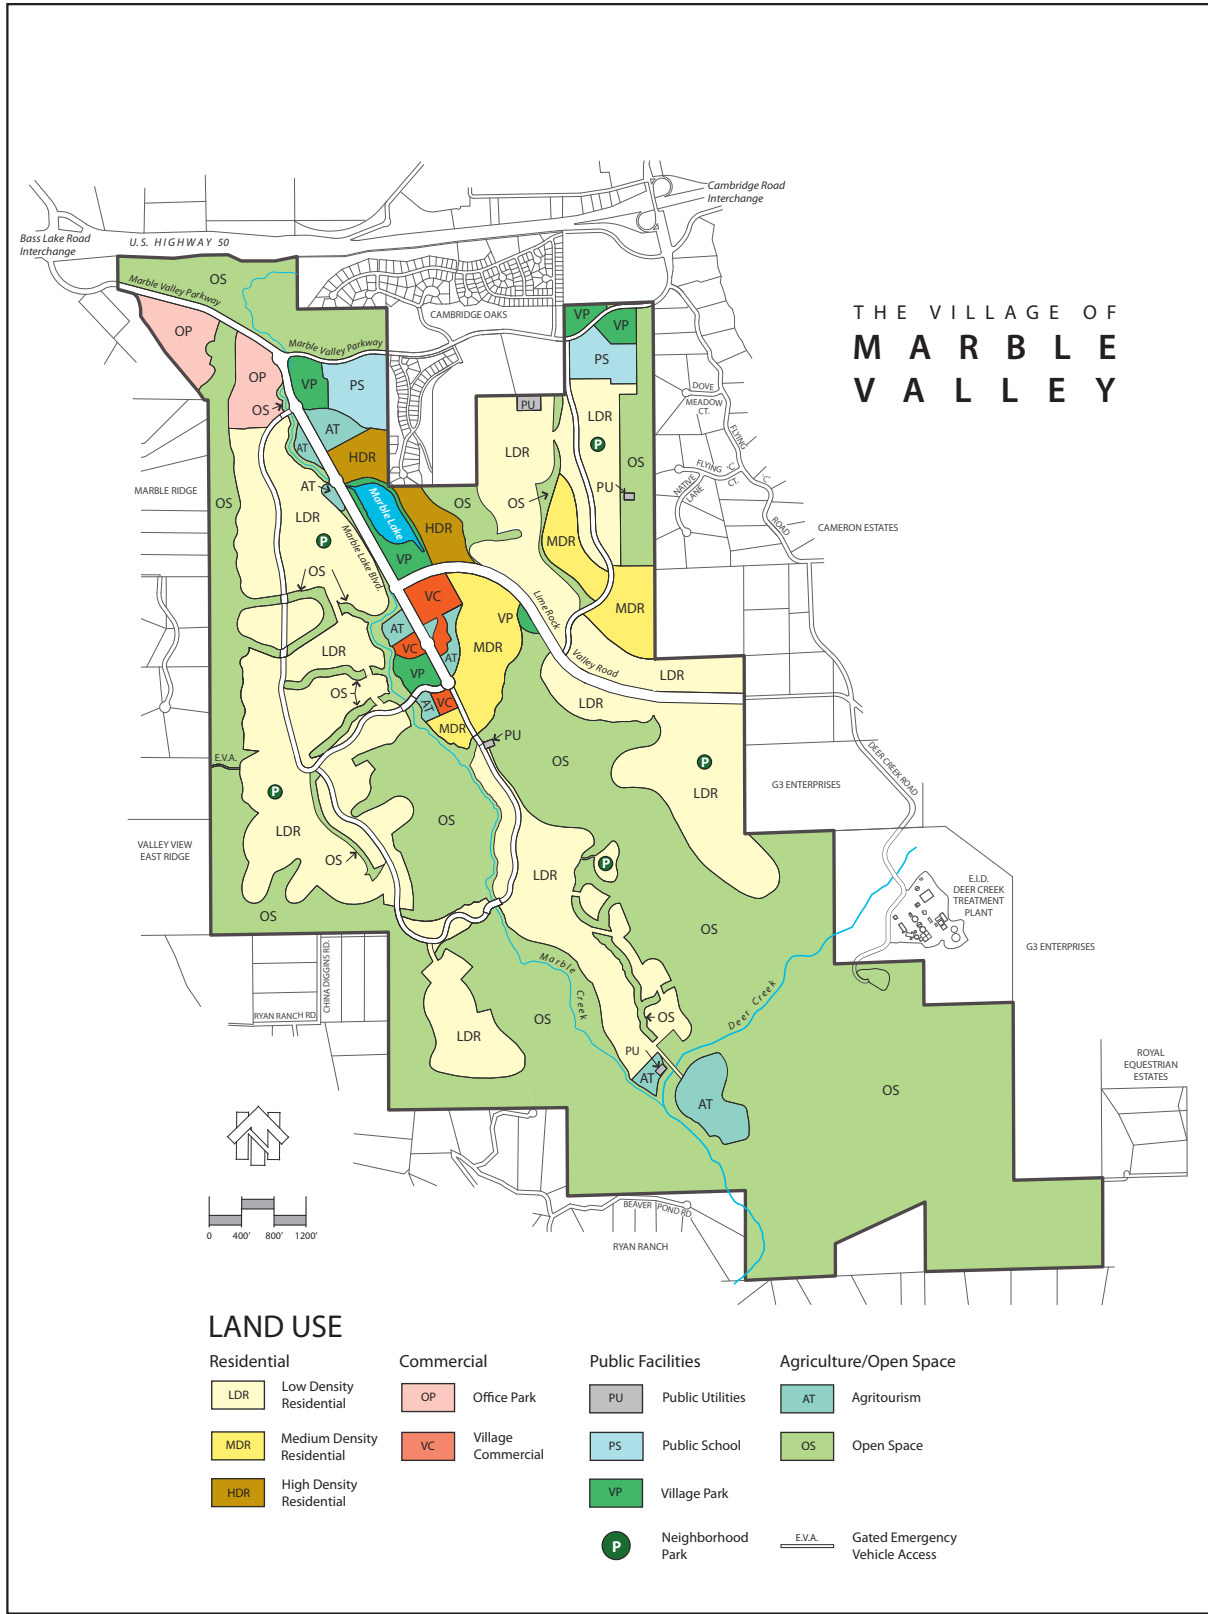 Cambridge Road
Interchange
Bass Lake Road
Interchange
U.S. HIGHWAY 50
OS
Marble Valley Parkway
THE VILLAGE OF
MARBLE
VALLEY
CAMBRIDGE OAKS
VP
VP
OP
Marble Valley Parkway
PS
OP
VP
PS
DOVE
MEADOW
CT.
OS
PU
LDR
AT
FLYING
'C'
ROAD
AT
HDR
LDR
P
OS
FLYING 'C'
CT.
NATIVE
LANE
MARBLE RIDGE
AT
PU
OS
LDR
Marble Lake
OS
OS
HDR
CAMERON ESTATES
P
Marble Lake Blvd.
MDR
VP
OS
VC
Lime Rock
Valley Road
MDR
VP
AT
LDR
VC
AT
MDR
LDR
VP
OS
AT
VC
LDR
MDR
PU
E.V.A.
OS
P
DEER CREEK ROAD
G3 ENTERPRISES
P
LDR
LDR
OS
VALLEY VIEW
EAST RIDGE
OS
P
LDR
E.I.D.
DEER CREEK
TREATMENT
PLANT
OS
OS
G3 ENTERPRISES
CHINA DIGGINS RD.
Marble
Creek
Deer Creek
RYAN RANCH RD.
OS
OS
LDR
PU
AT
ROYAL
EQUESTRIAN
ESTATES
OS
AT
N
BEAVER POND RD.
RYAN RANCH
0 400' 800' 1200'
LAND USE
Residential
LDR Low Density
Residential
MDR Medium Density
Residential
HDR High Density
Residential
Commercial
OP Office Park
VC Village
Commercial
Public Facilities
PU Public Utilities
PS Public School
VP Village Park
P Neighborhood
Park
Agriculture/Open Space
AT Agritourism
OS Open Space
E.V.A. Gated Emergency
Vehicle Access